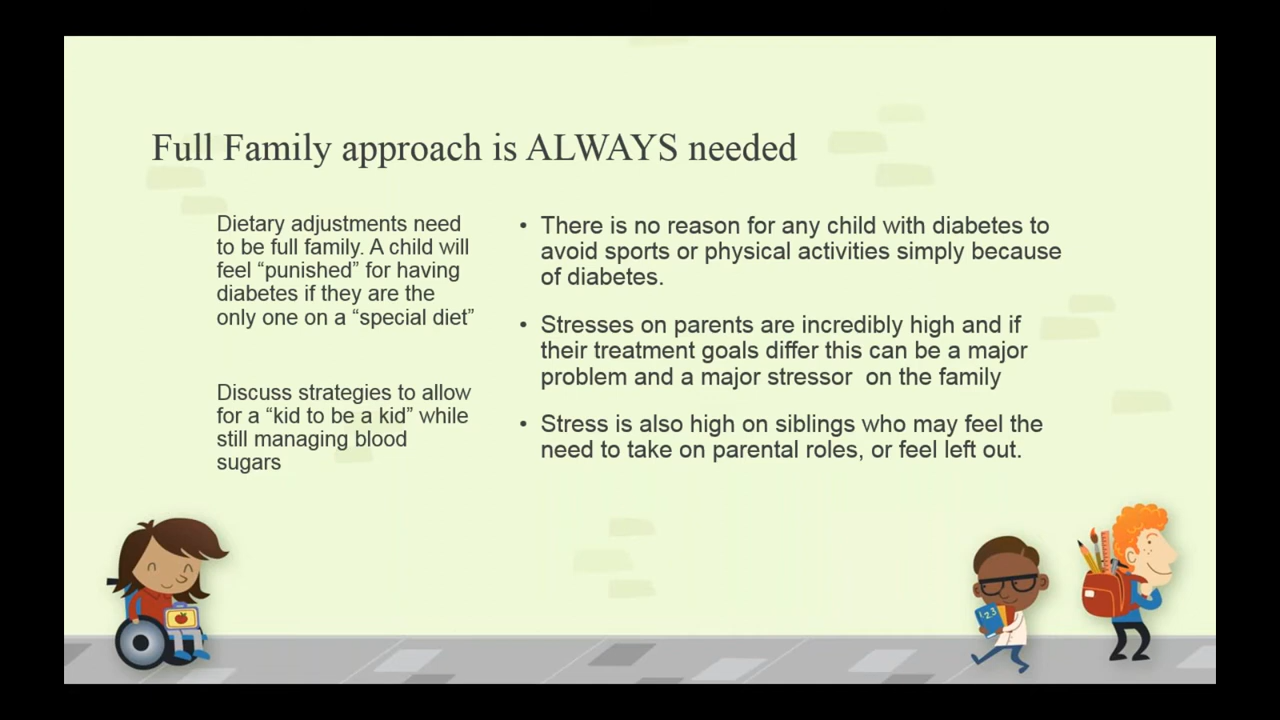 Full Family approach is ALWAYS needed
Dietary adjustments need
to be full family. A child will
feel “punished” for having
diabetes if they are the
only one on a “special diet”
Discuss strategies to allow
for a “kid to be a kid” while
still managing blood
sugars
• There is no reason for any child with diabetes to
avoid sports or physical activities simply because
of diabetes.
• Stresses on parents are incredibly high and if
their treatment goals differ this can be a major
problem and a major stressor  on the family
• Stress is also high on siblings who may feel the
need to take on parental roles, or feel left out.
1,2,3